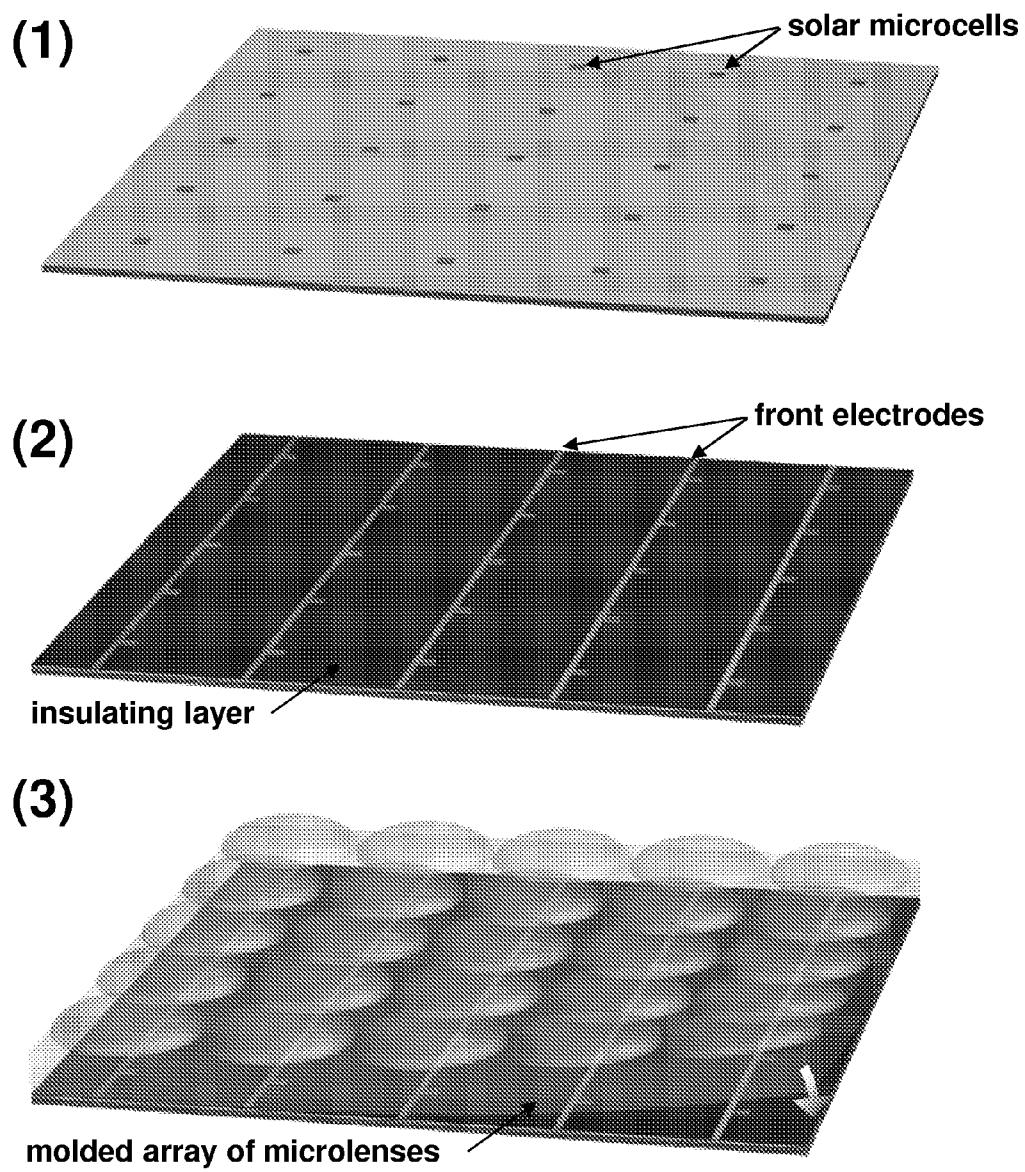 (1)
solar microcells
(2)
front electrodes
insulating layer
(3)
molded array of microlenses